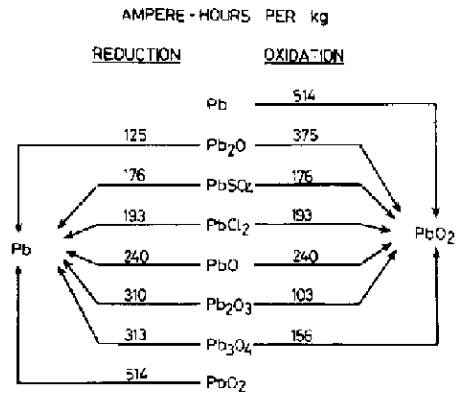 AMPERE-HOURS PER kg
REDUCTION OXIDATION
Pb 514
125 Pb₂O 375
176 PbSO₄ 176
193 PbCl₂ 193
Pb PbO₂
240 PbO 240
310 Pb₂O₃ 103
313 Pb₃O₄ 156
514 PbO₂